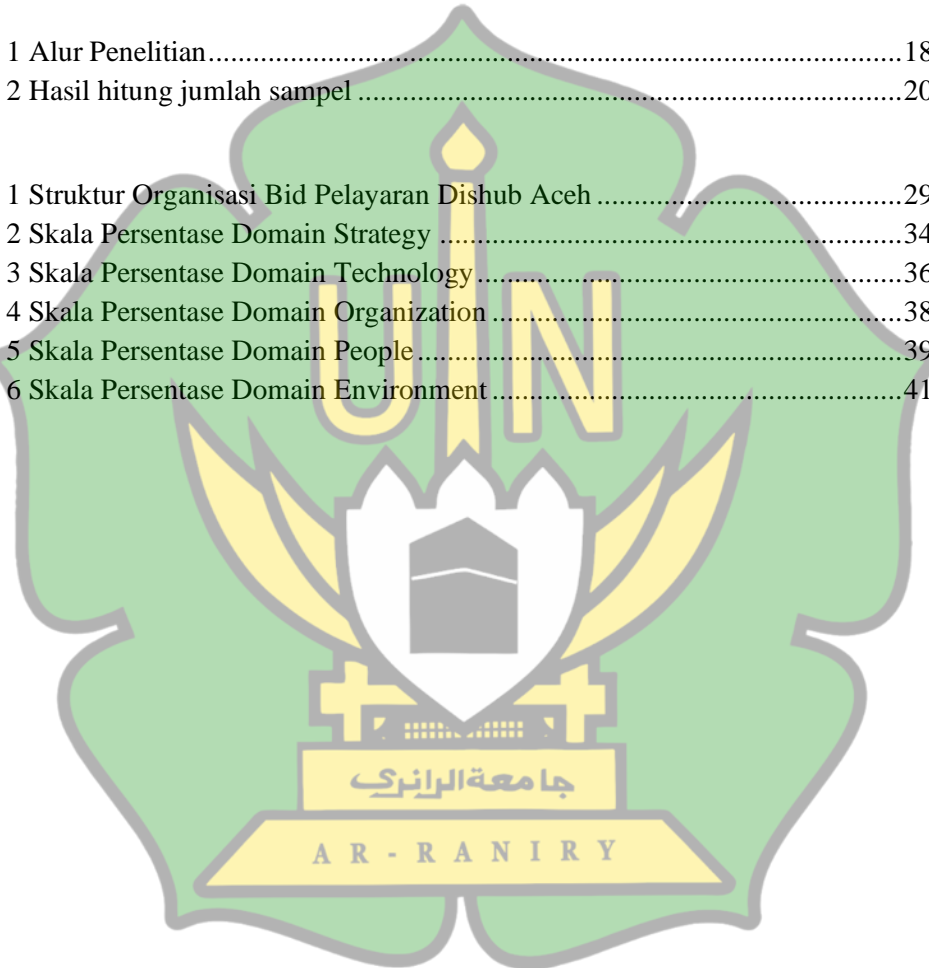 1 Alur Penelitian....................................................................................18
2 Hasil hitung jumlah sampel....................................................................20
1 Struktur Organisasi Bid Pelayaran Dishub Aceh........................................29
2 Skala Persentase Domain Strategy.........................................................34
3 Skala Persentase Domain Technology....................................................36
4 Skala Persentase Domain Organization..................................................38
5 Skala Persentase Domain People............................................................39
6 Skala Persentase Domain Environment...................................................41
UIN
جامعةالرانري
AR-RANIRY